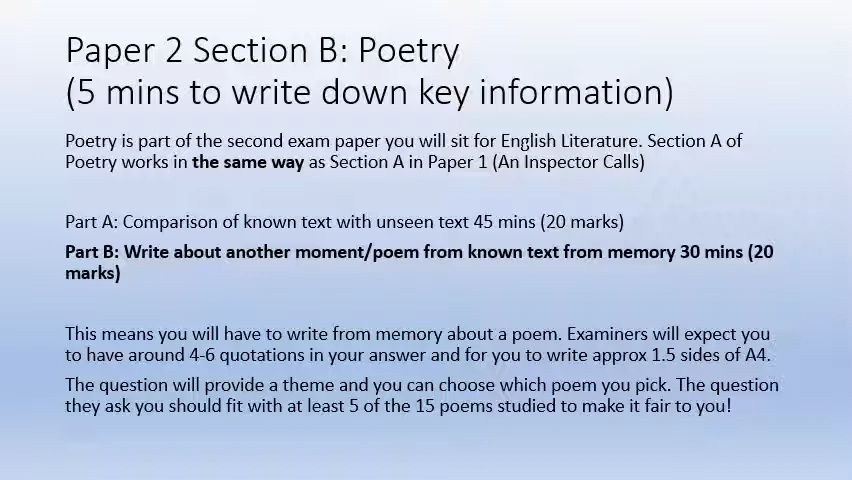 Paper 2 Section B: Poetry
(5 mins to write down key information)
Poetry is part of the second exam paper you will sit for English Literature. Section A of
Poetry works in the same way as Section A in Paper 1 (An Inspector Calls)
Part A: Comparison of known text with unseen text 45 mins (20 marks)
Part B: Write about another moment/poem from known text from memory 30 mins (20
marks)
This means you will have to write from memory about a poem. Examiners will expect you
to have around 4-6 quotations in your answer and for you to write approx 1.5 sides of A4.
The question will provide a theme and you can choose which poem you pick. The question
they ask you should fit with at least 5 of the 15 poems studied to make it fair to you!